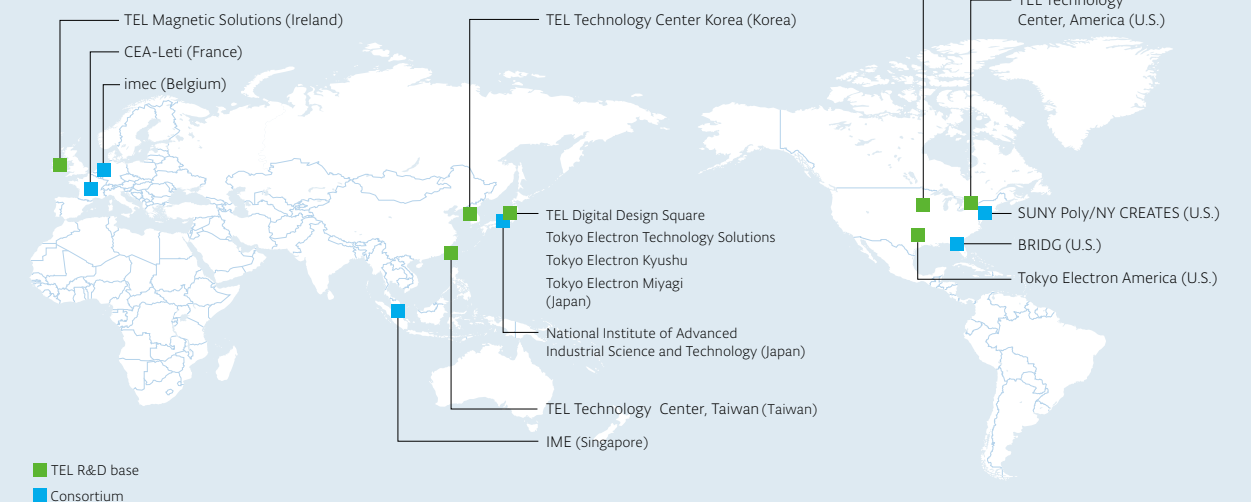 TEL Magnetic Solutions (Ireland)
CEA-Leti (France)
imec (Belgium)
TEL Technology Center Korea (Korea)
TEL Technology
Center, America (U.S.)
TEL Digital Design Square
Tokyo Electron Technology Solutions
Tokyo Electron Kyushu
Tokyo Electron Miyagi
(Japan)
National Institute of Advanced
Industrial Science and Technology (Japan)
TEL Technology Center, Taiwan (Taiwan)
IME (Singapore)
SUNY Poly/NY CREATES (U.S.)
BRIDG (U.S.)
Tokyo Electron America (U.S.)
TEL R&D base
Consortium